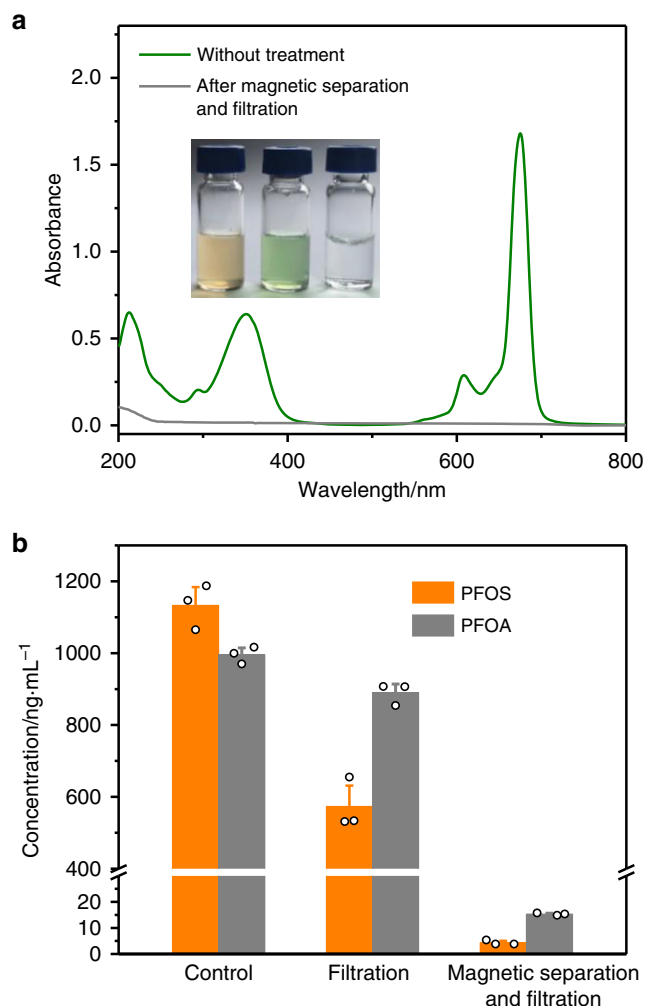 a
Without treatment
After magnetic separation
and filtration
2.0
1.5
1.0
0.5
0.0
Absorbance
200
400
600
800
Wavelength/nm
b
PFOS
PFOA
1200
1000
800
600
400
20
15
10
5
0
Concentration/ng·mL⁻¹
Control
Filtration
Magnetic separation
and filtration